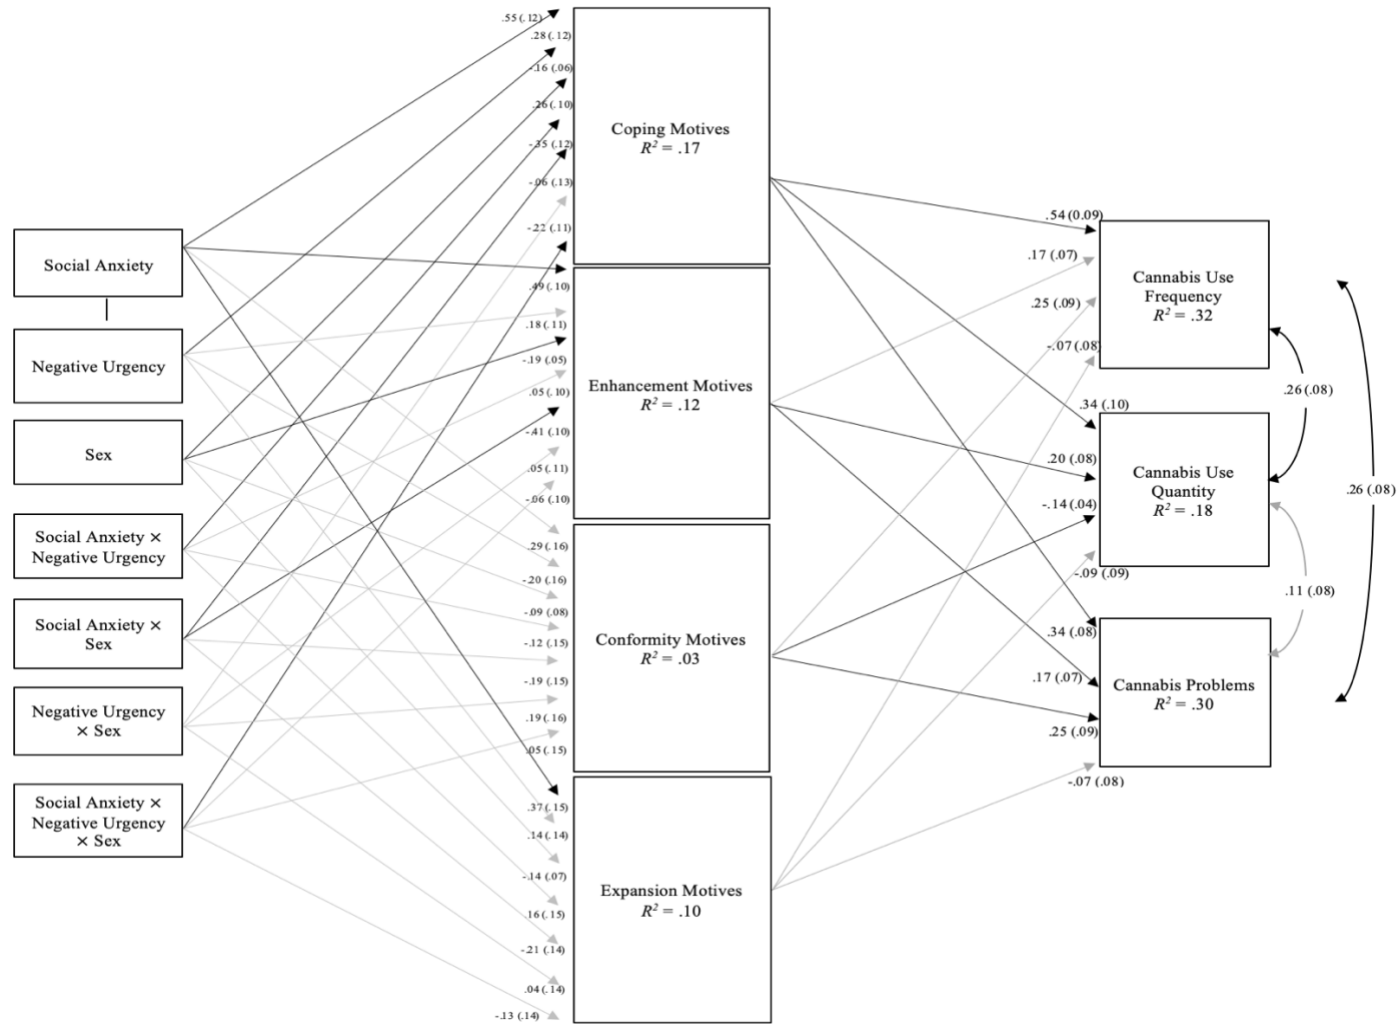 Social Anxiety
Negative Urgency
Sex
Social Anxiety ×
Negative Urgency
Social Anxiety ×
Sex
Negative Urgency
× Sex
Social Anxiety ×
Negative Urgency
× Sex
.55 (.12)
.28 (.12)
-.16 (.06)
.26 (.10)
-.35 (.12)
-.06 (.13)
-.22 (.11)
.49 (.10)
.18 (.11)
-.19 (.05)
.05 (.10)
-.41 (.10)
.05 (.11)
-.06 (.10)
.29 (.16)
-.20 (.16)
-.09 (.08)
-.12 (.15)
-.19 (.15)
.19 (.16)
.05 (.15)
.37 (.15)
.14 (.14)
-.14 (.07)
.16 (.15)
-.21 (.14)
.04 (.14)
-.13 (.14)
Coping Motives
R² = .17
Enhancement Motives
R² = .12
Conformity Motives
R² = .03
Expansion Motives
R² = .10
.54 (0.09)
.17 (.07)
.25 (.09)
-.07 (.08)
.34 (.10)
.20 (.08)
-.14 (.04)
-.09 (.09)
.34 (.08)
.17 (.07)
.25 (.09)
-.07 (.08)
Cannabis Use
Frequency
R² = .32
Cannabis Use
Quantity
R² = .18
Cannabis Problems
R² = .30
.26 (.08)
.26 (.08)
.11 (.08)